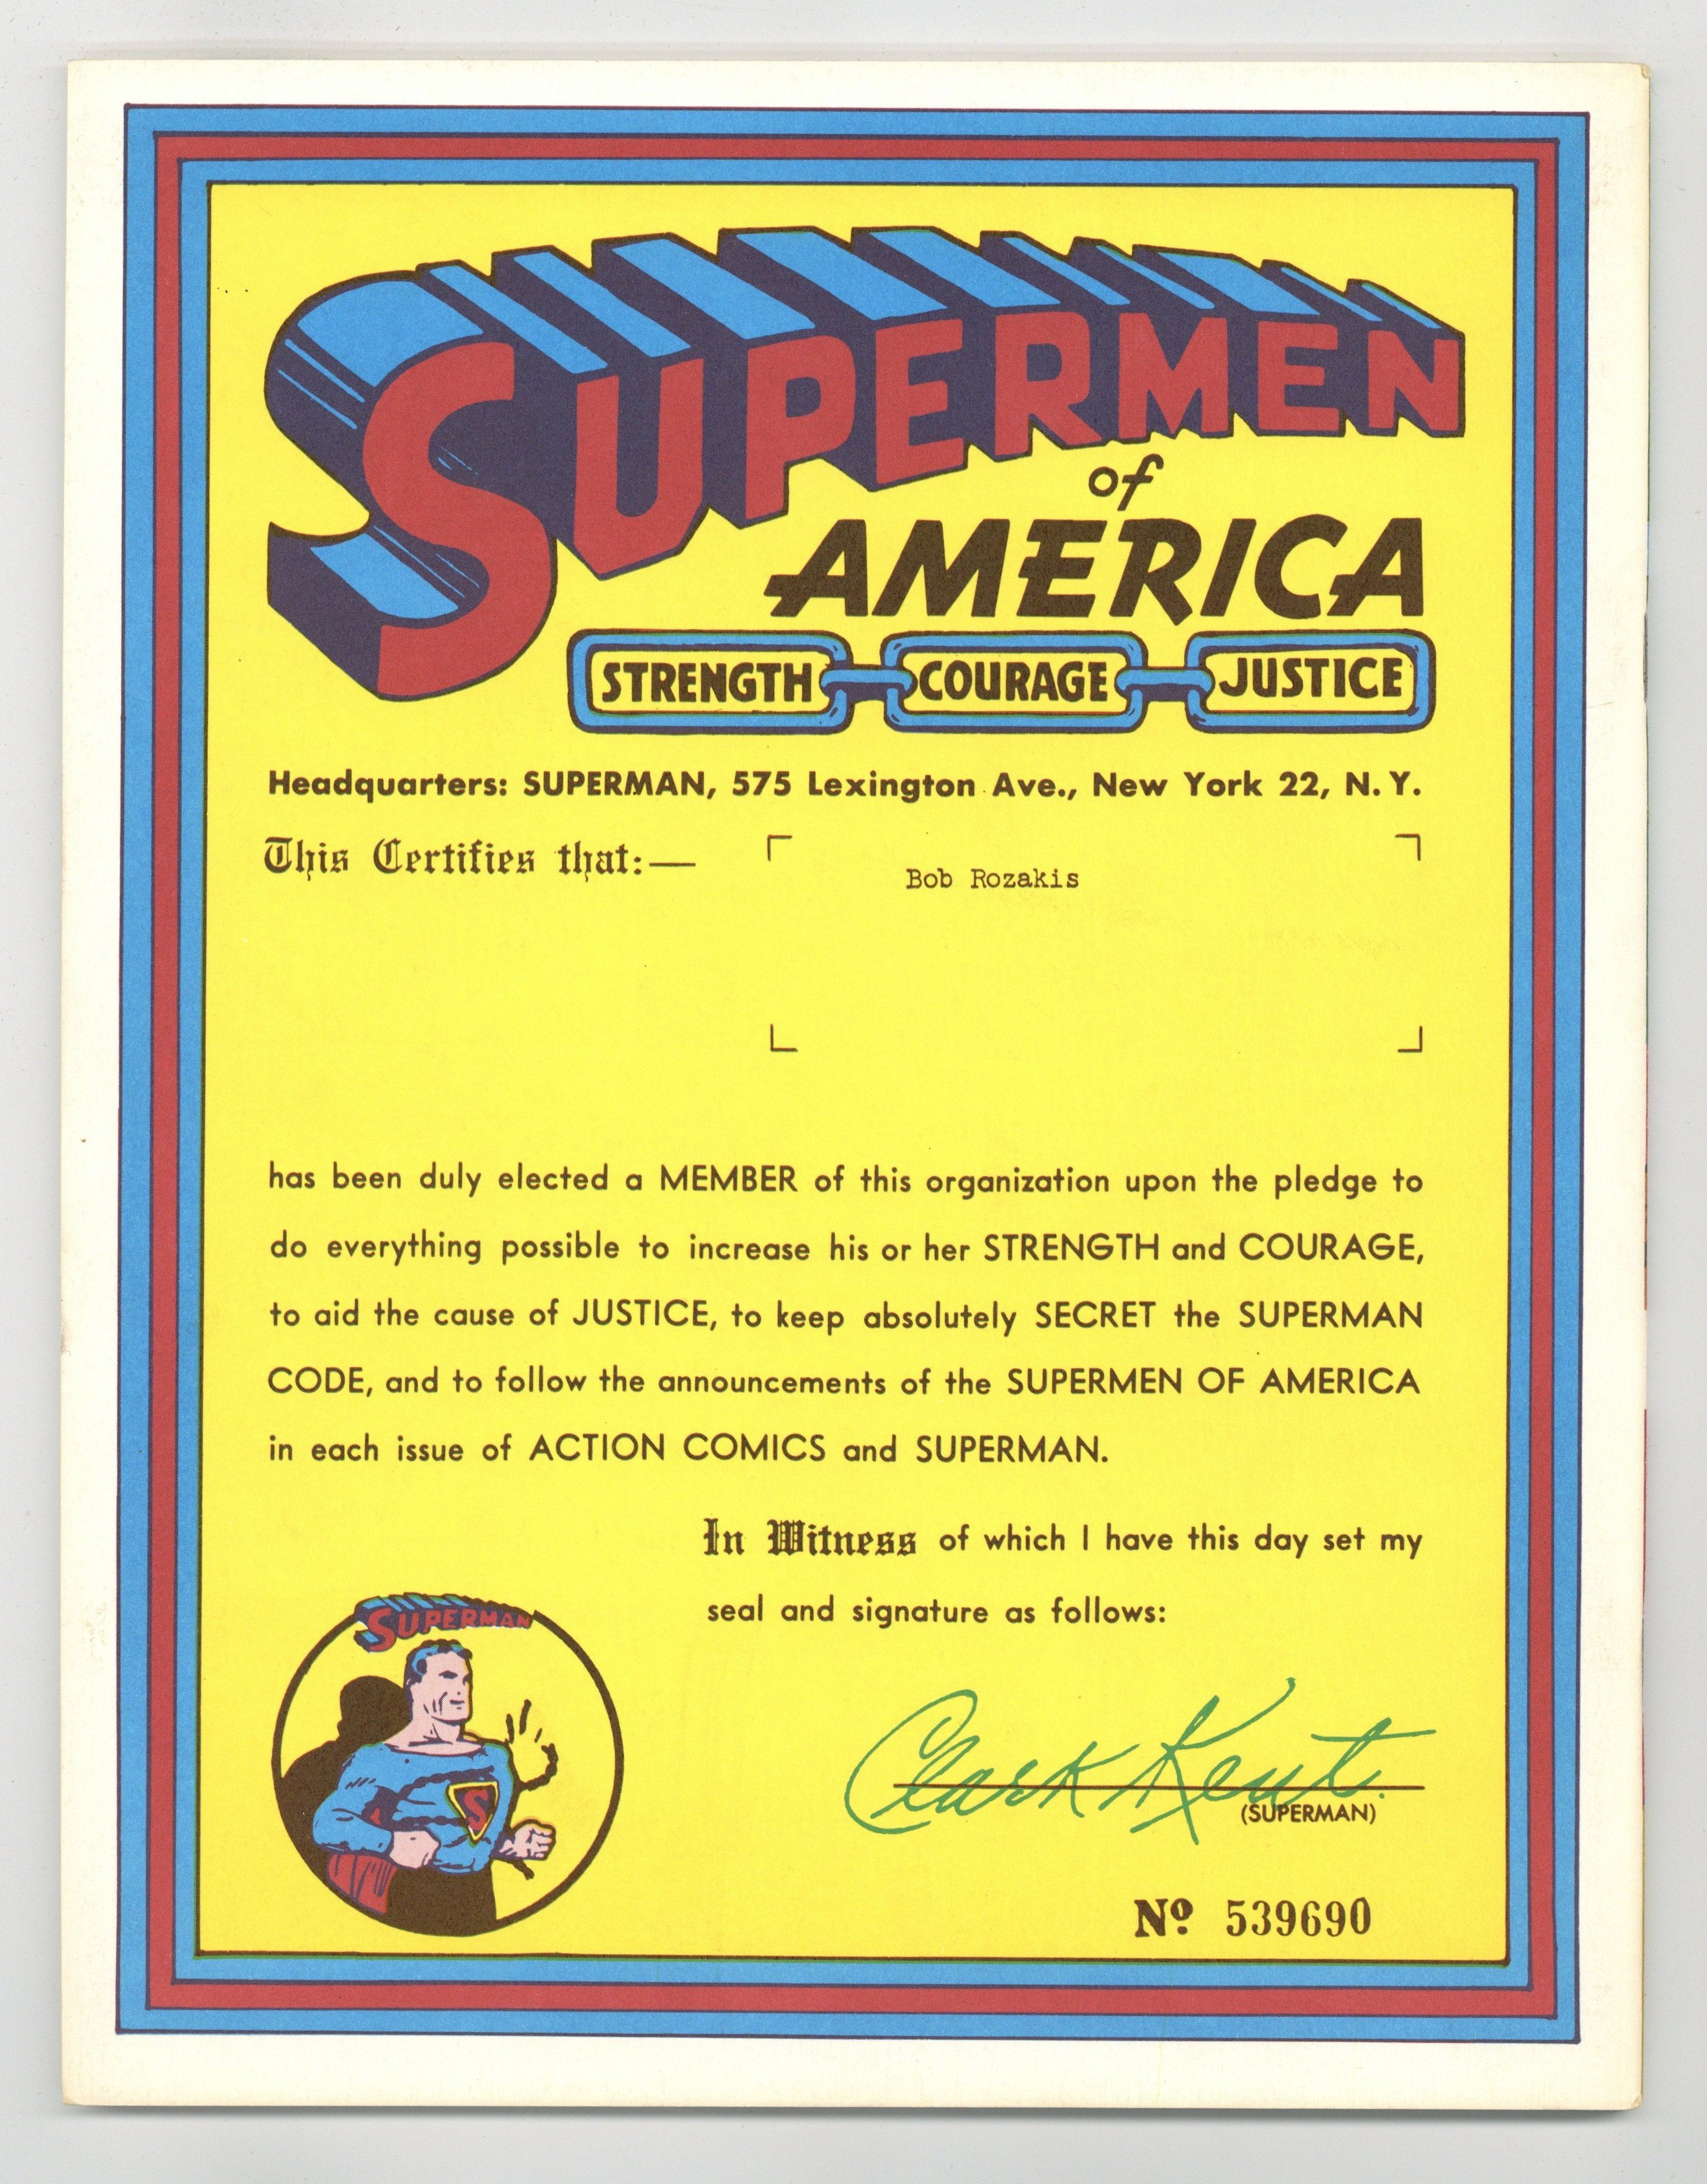 SUPERMEN
of
AMERICA
STRENGTH COURAGE JUSTICE
Headquarters: SUPERMAN, 575 Lexington Ave., New York 22, N.Y.
This Certifies that:—
Bob Rozakis
has been duly elected a MEMBER of this organization upon the pledge to
do everything possible to increase his or her STRENGTH and COURAGE,
to aid the cause of JUSTICE, to keep absolutely SECRET the SUPERMAN
CODE, and to follow the announcements of the SUPERMEN OF AMERICA
in each issue of ACTION COMICS and SUPERMAN.
In Witness of which I have this day set my
seal and signature as follows:
SUPERMAN
S
Clark Kent.
(SUPERMAN)
Nº 539690